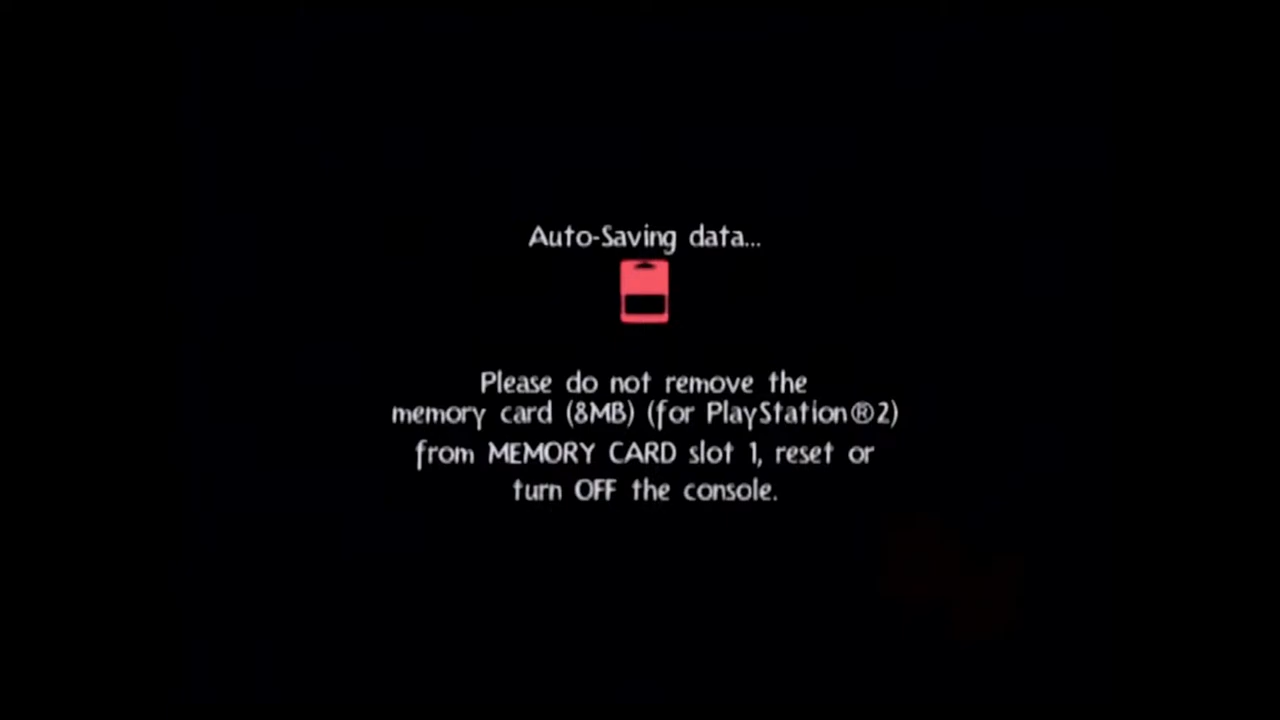 Auto-Saving data...
Please do not remove the
memory card (8MB) (for PlayStation®2)
from MEMORY CARD slot 1, reset or
turn OFF the console.